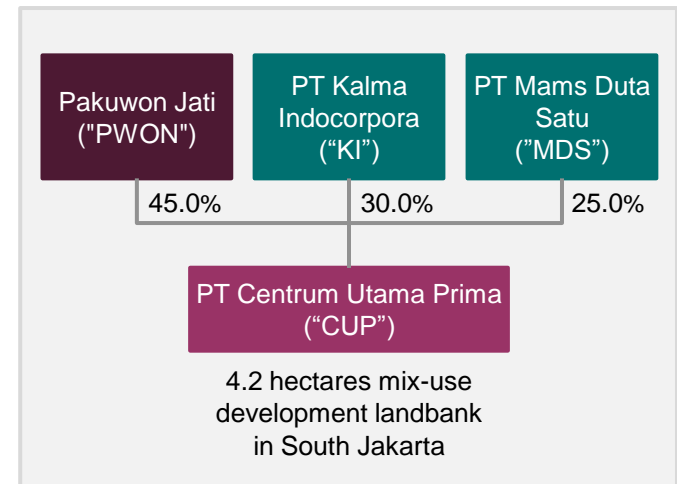 Pakuwon Jati
("PWON")
PT Kalma
Indocorpora
(“KI”)
PT Mams Duta
Satu
(”MDS”)
45.0%
30.0%
25.0%
PT Centrum Utama Prima
(“CUP”)
4.2 hectares mix-use
development landbank
in South Jakarta